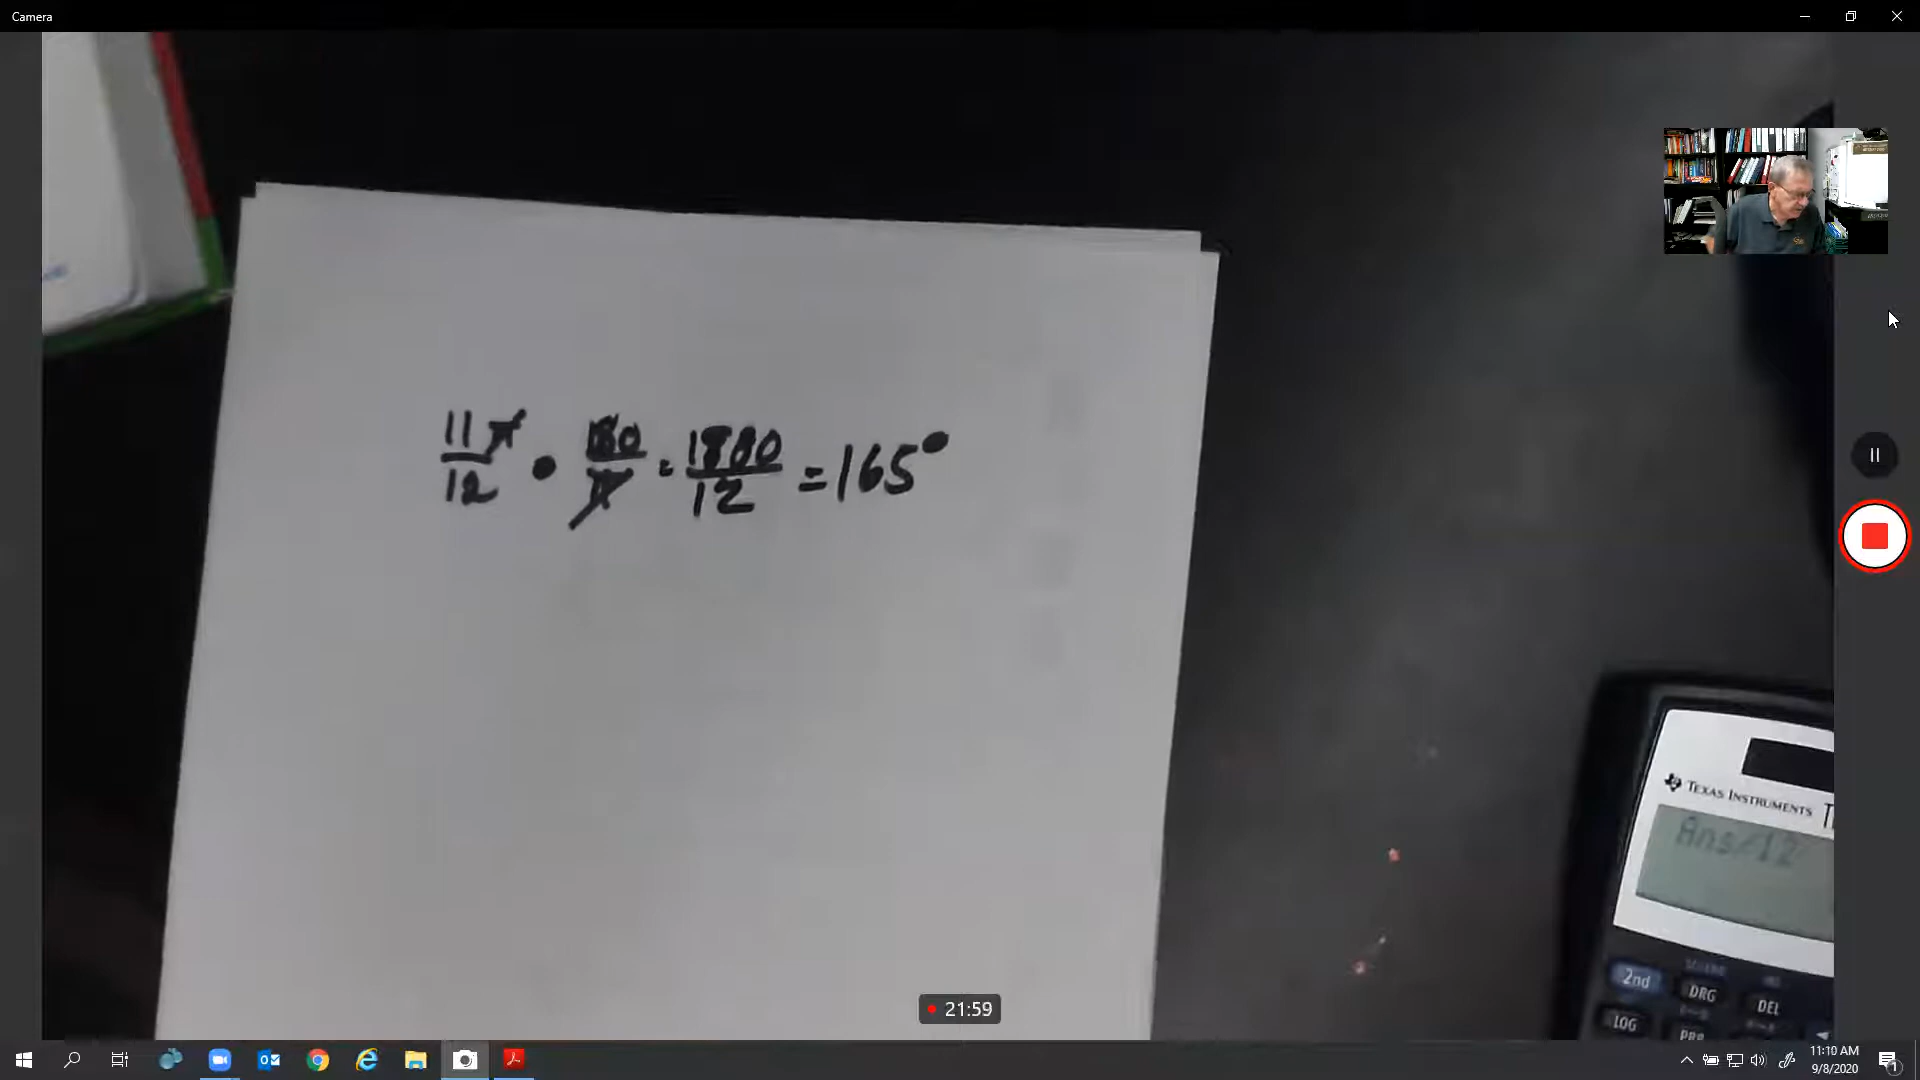 Camera
11π/12 • 180/π = 1980/12 = 165°
TEXAS INSTRUMENTS
Ans/12
2nd
DRG
DEL
LOG
PRB
21:59
11:10 AM
9/8/2020